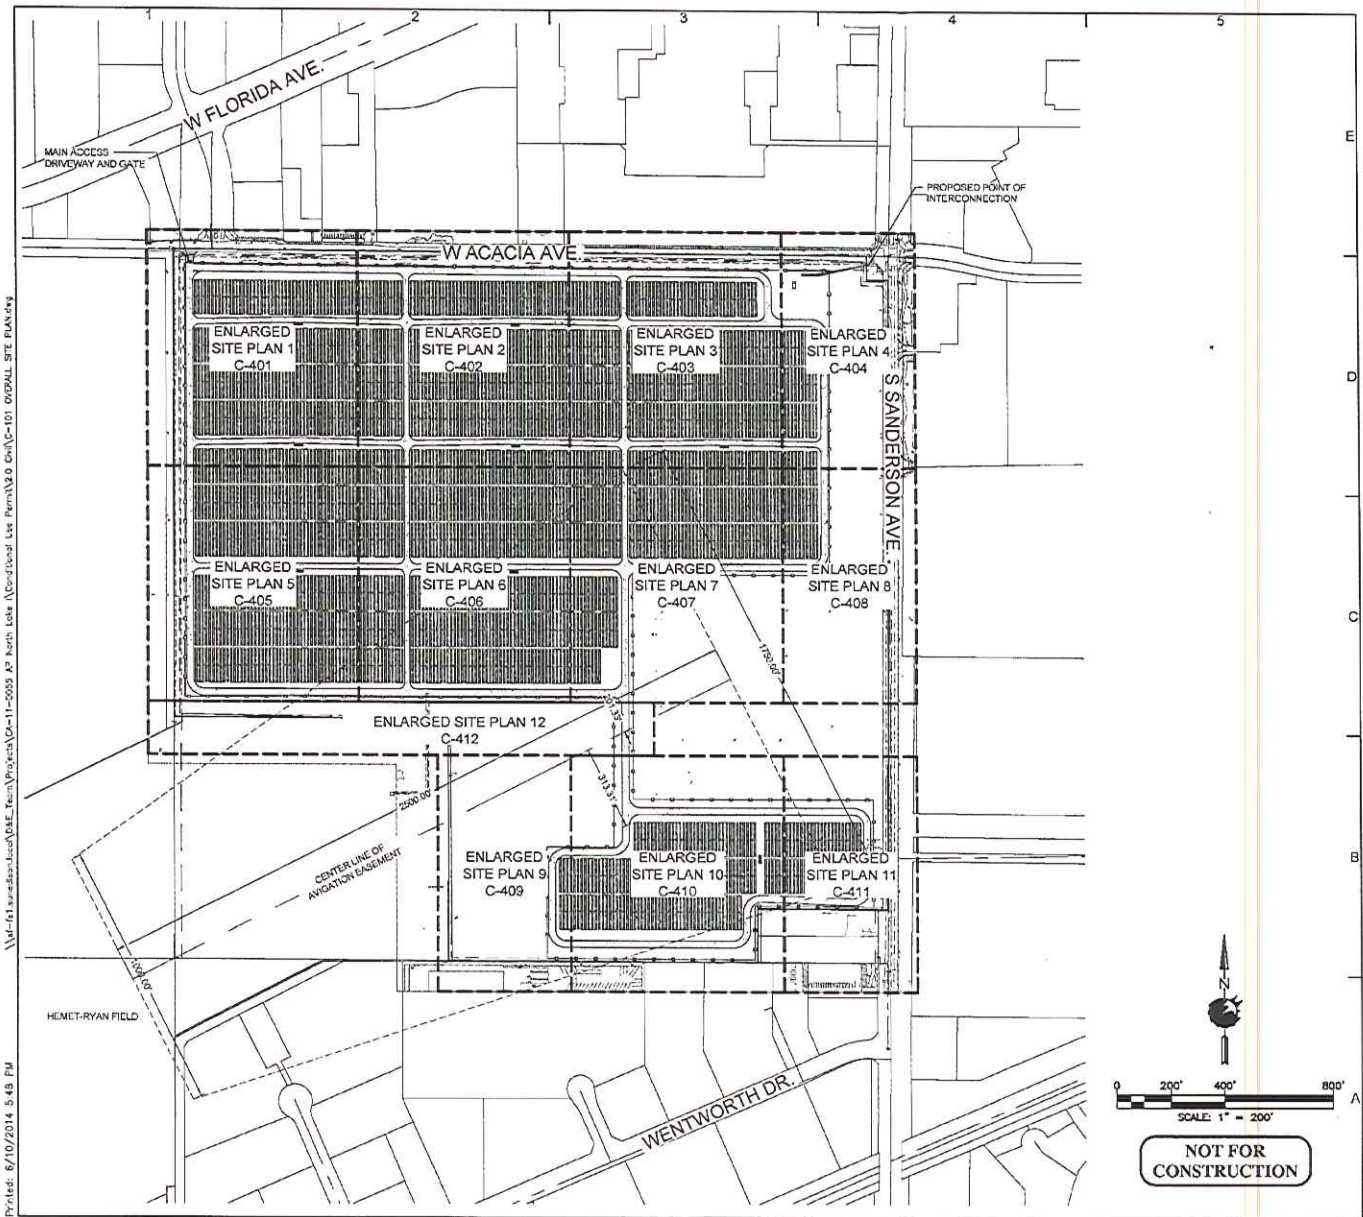 1
2
3
4
5
E
D
C
B
A
W FLORIDA AVE.
MAIN ACCESS
DRIVEWAY AND GATE
PROPOSED POINT OF
INTERCONNECTION
W ACACIA AVE.
ENLARGED
SITE PLAN 1
C-401
ENLARGED
SITE PLAN 2
C-402
ENLARGED
SITE PLAN 3
C-403
ENLARGED
SITE PLAN 4
C-404
S SANDERSON AVE.
ENLARGED
SITE PLAN 5
C-405
ENLARGED
SITE PLAN 6
C-406
ENLARGED
SITE PLAN 7
C-407
ENLARGED
SITE PLAN 8
C-408
1750.00'
ENLARGED SITE PLAN 12
C-412
201.33'
313.31'
2500.00'
CENTER LINE OF
AVIGATION EASEMENT
ENLARGED
SITE PLAN 9
C-409
ENLARGED
SITE PLAN 10
C-410
ENLARGED
SITE PLAN 11
C-411
1000.00'
HEMET-RYAN FIELD
WENTWORTH DR.
N
0 200' 400' 800'
SCALE: 1" = 200'
NOT FOR
CONSTRUCTION
Printed: 6/10/2014 5:48 PM